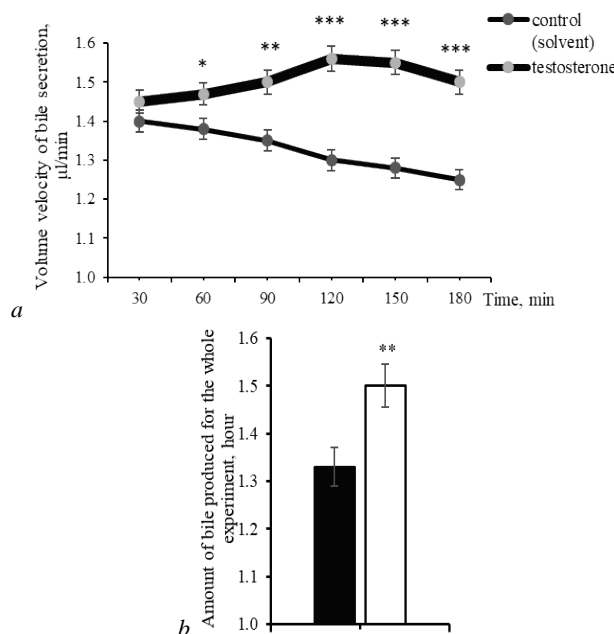 control
(solvent)
testosterone
* ** *** *** ***
Volume velocity of bile secretion,
µl/min
1.6
1.5
1.4
1.3
1.2
1.1
1.0
30 60 90 120 150 180 Time, min
a
Amount of bile produced for the whole
experiment, hour
1.6
1.5
1.4
1.3
1.2
1.1
1.0
**
b